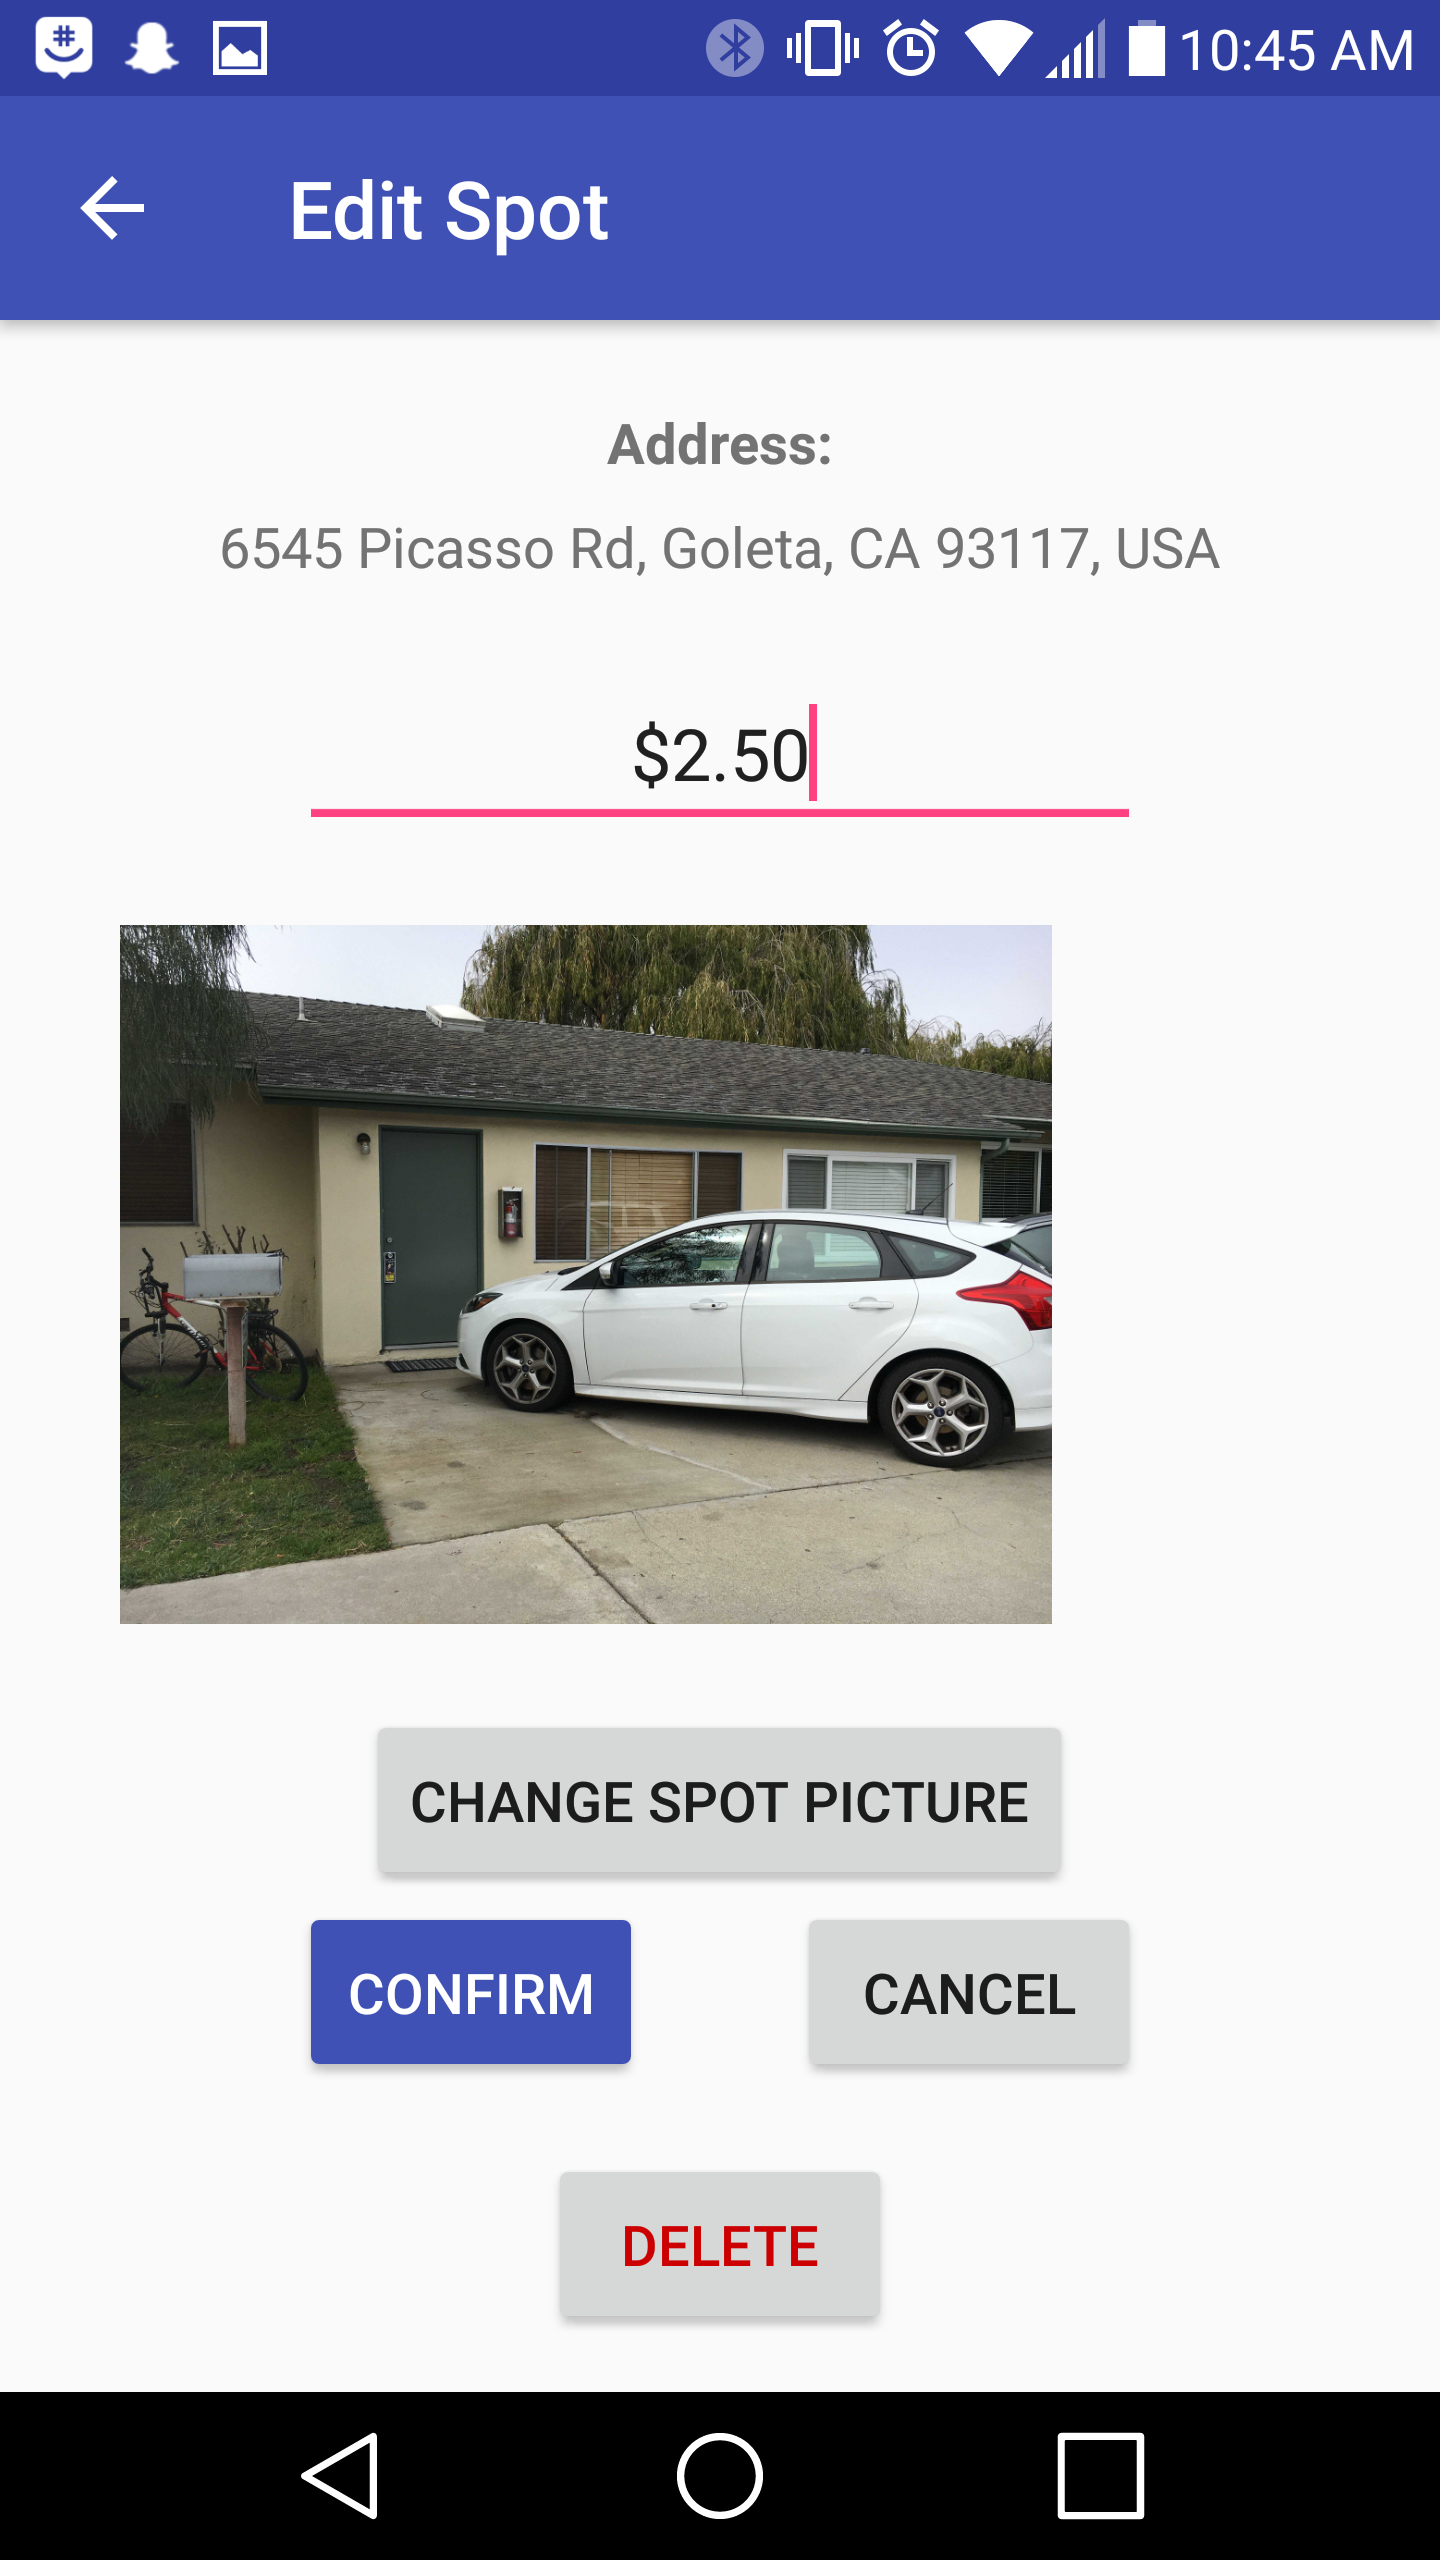 10:45 AM
Edit Spot
Address:
6545 Picasso Rd, Goleta, CA 93117, USA
$2.50
CHANGE SPOT PICTURE
CONFIRM
CANCEL
DELETE